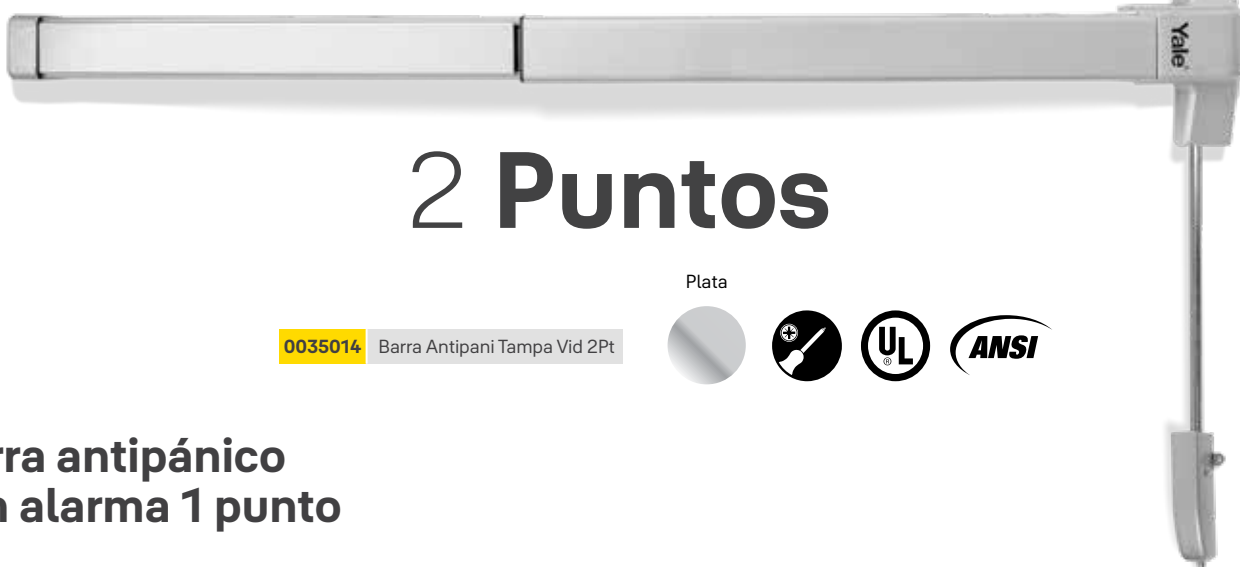 Yale
2 Puntos
Plata
0035014 Barra Antipani Tampa Vid 2Pt
UL
®
ANSI
rra antipánico
alarma 1 punto